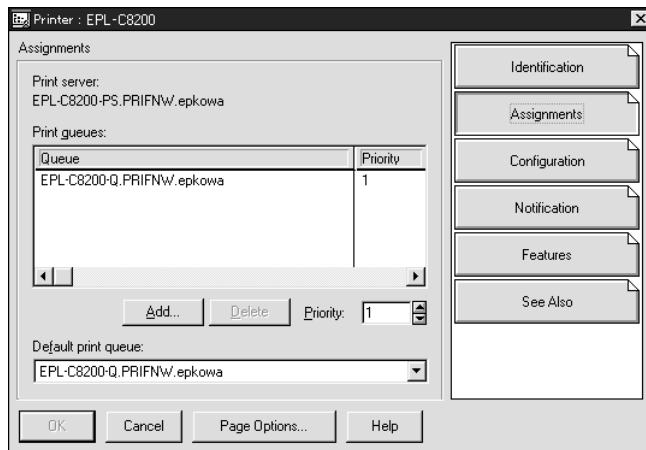 Printer : EPL-C8200
Assignments
Print server:
EPL-C8200-PS.PRIFNW.epkowa
Print queues:
Queue Priority
EPL-C8200-Q.PRIFNW.epkowa 1
Add... Delete Priority: 1
Default print queue:
EPL-C8200-Q.PRIFNW.epkowa
OK Cancel Page Options... Help
Identification
Assignments
Configuration
Notification
Features
See Also